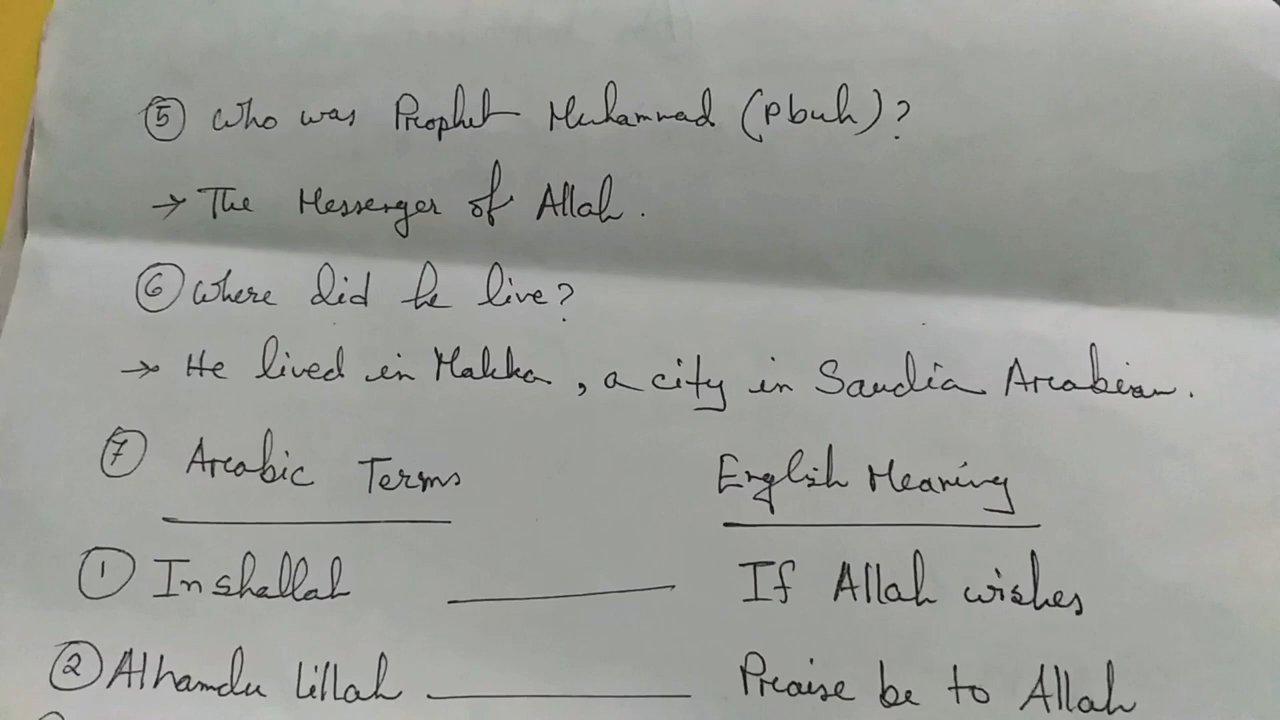 ⑤ Who was Prophet Muhammad (Pbuh)?
→ The Messenger of Allah.
⑥ Where did he live?
→ He lived in Makka, a city in Saudia Arabian.
⑦ Arabic Terms English Meaning
① Inshallah ___ If Allah wishes
② Alhamdu lillah ___ Praise be to Allah